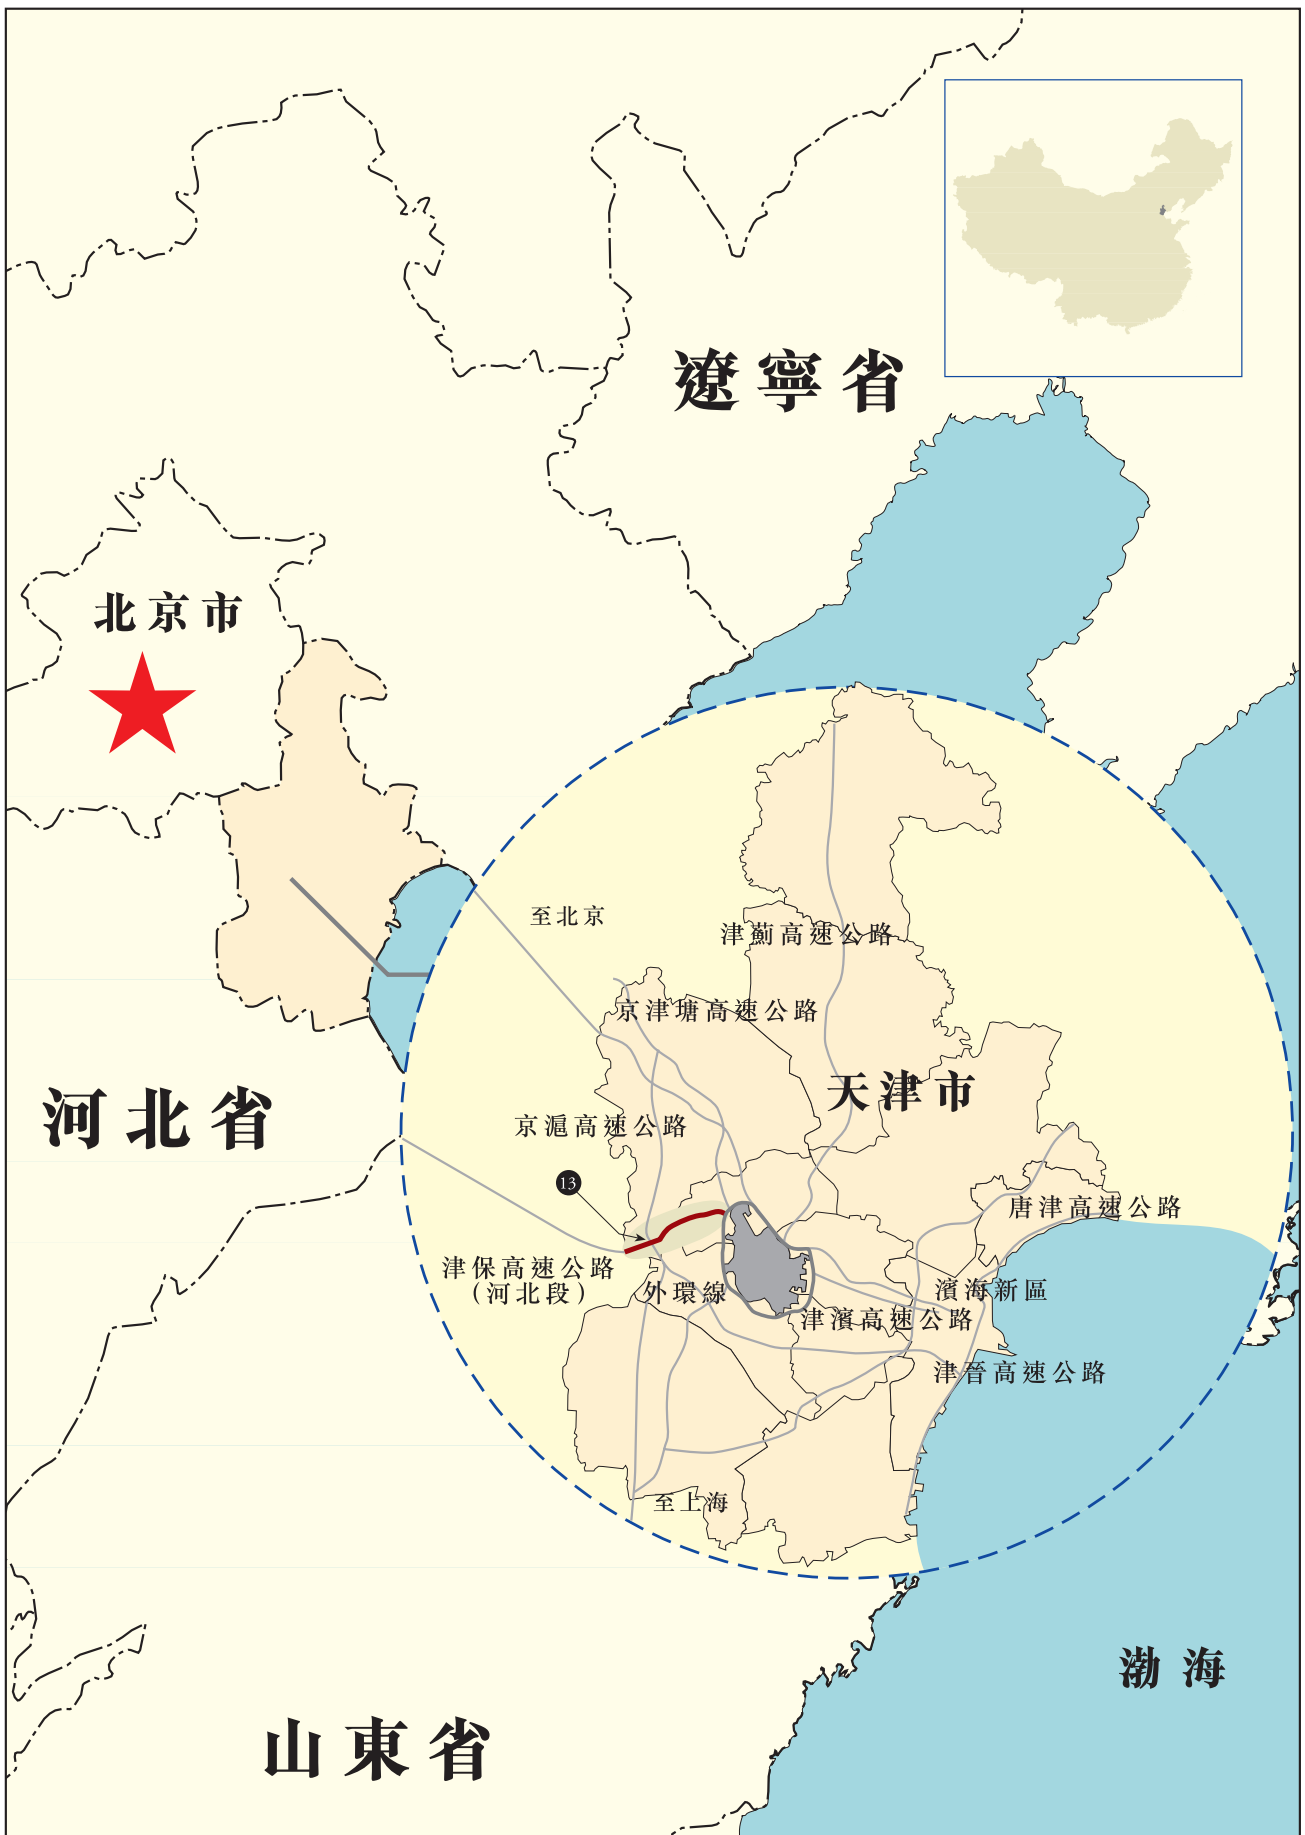 遼寧省
北京市
至北京
津薊高速公路
京津塘高速公路
天津市
河北省
京滬高速公路
13
唐津高速公路
津保高速公路
(河北段)
外環線
濱海新區
津濱高速公路
津晉高速公路
至上海
渤海
山東省